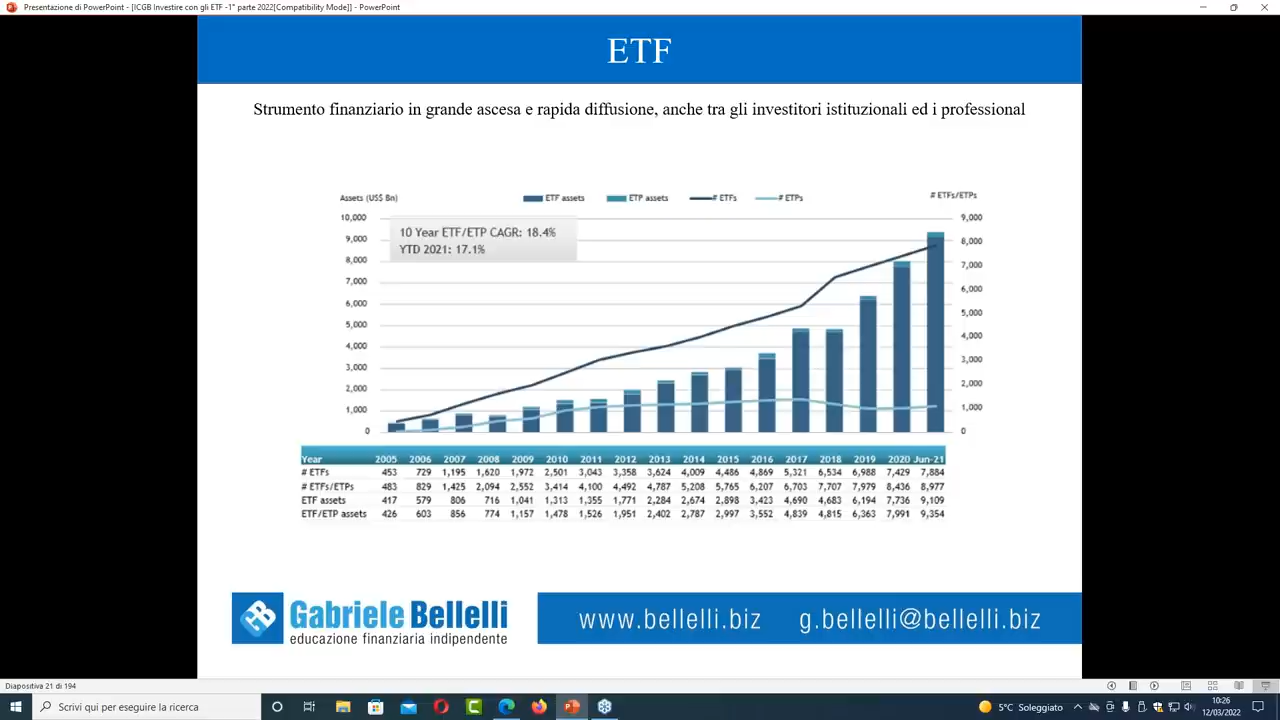 Presentazione di PowerPoint - [ICGB Investire con gli ETF -1° parte 2022[Compatibility Mode]] - PowerPoint
ETF
Strumento finanziario in grande ascesa e rapida diffusione, anche tra gli investitori istituzionali ed i professional
Assets (US$ Bn) ETF assets ETP assets # ETFs # ETPs # ETFs/ETPs
10,000 9,000
9,000 8,000
8,000 7,000
7,000 6,000
6,000 5,000
5,000 4,000
4,000 3,000
3,000 2,000
2,000 1,000
1,000 0
0
10 Year ETF/ETP CAGR: 18.4%
YTD 2021: 17.1%
Year 2005 2006 2007 2008 2009 2010 2011 2012 2013 2014 2015 2016 2017 2018 2019 2020 Jun-21
# ETFs 453 729 1,195 1,620 1,972 2,501 3,043 3,358 3,624 4,009 4,486 4,869 5,321 6,534 6,988 7,429 7,884
# ETFs/ETPs 483 829 1,425 2,094 2,552 3,414 4,100 4,492 4,787 5,208 5,765 6,207 6,703 7,707 7,979 8,436 8,977
ETF assets 417 579 806 716 1,041 1,313 1,355 1,771 2,284 2,674 2,898 3,423 4,690 4,683 6,194 7,736 9,109
ETF/ETP assets 426 603 856 774 1,157 1,478 1,526 1,951 2,402 2,787 2,997 3,552 4,839 4,815 6,363 7,991 9,354
Gabriele Bellelli
educazione finanziaria indipendente
www.bellelli.biz g.bellelli@bellelli.biz
Diapositiva 21 di 194
Scrivi qui per eseguire la ricerca
5°C Soleggiato
10:26
12/03/2022